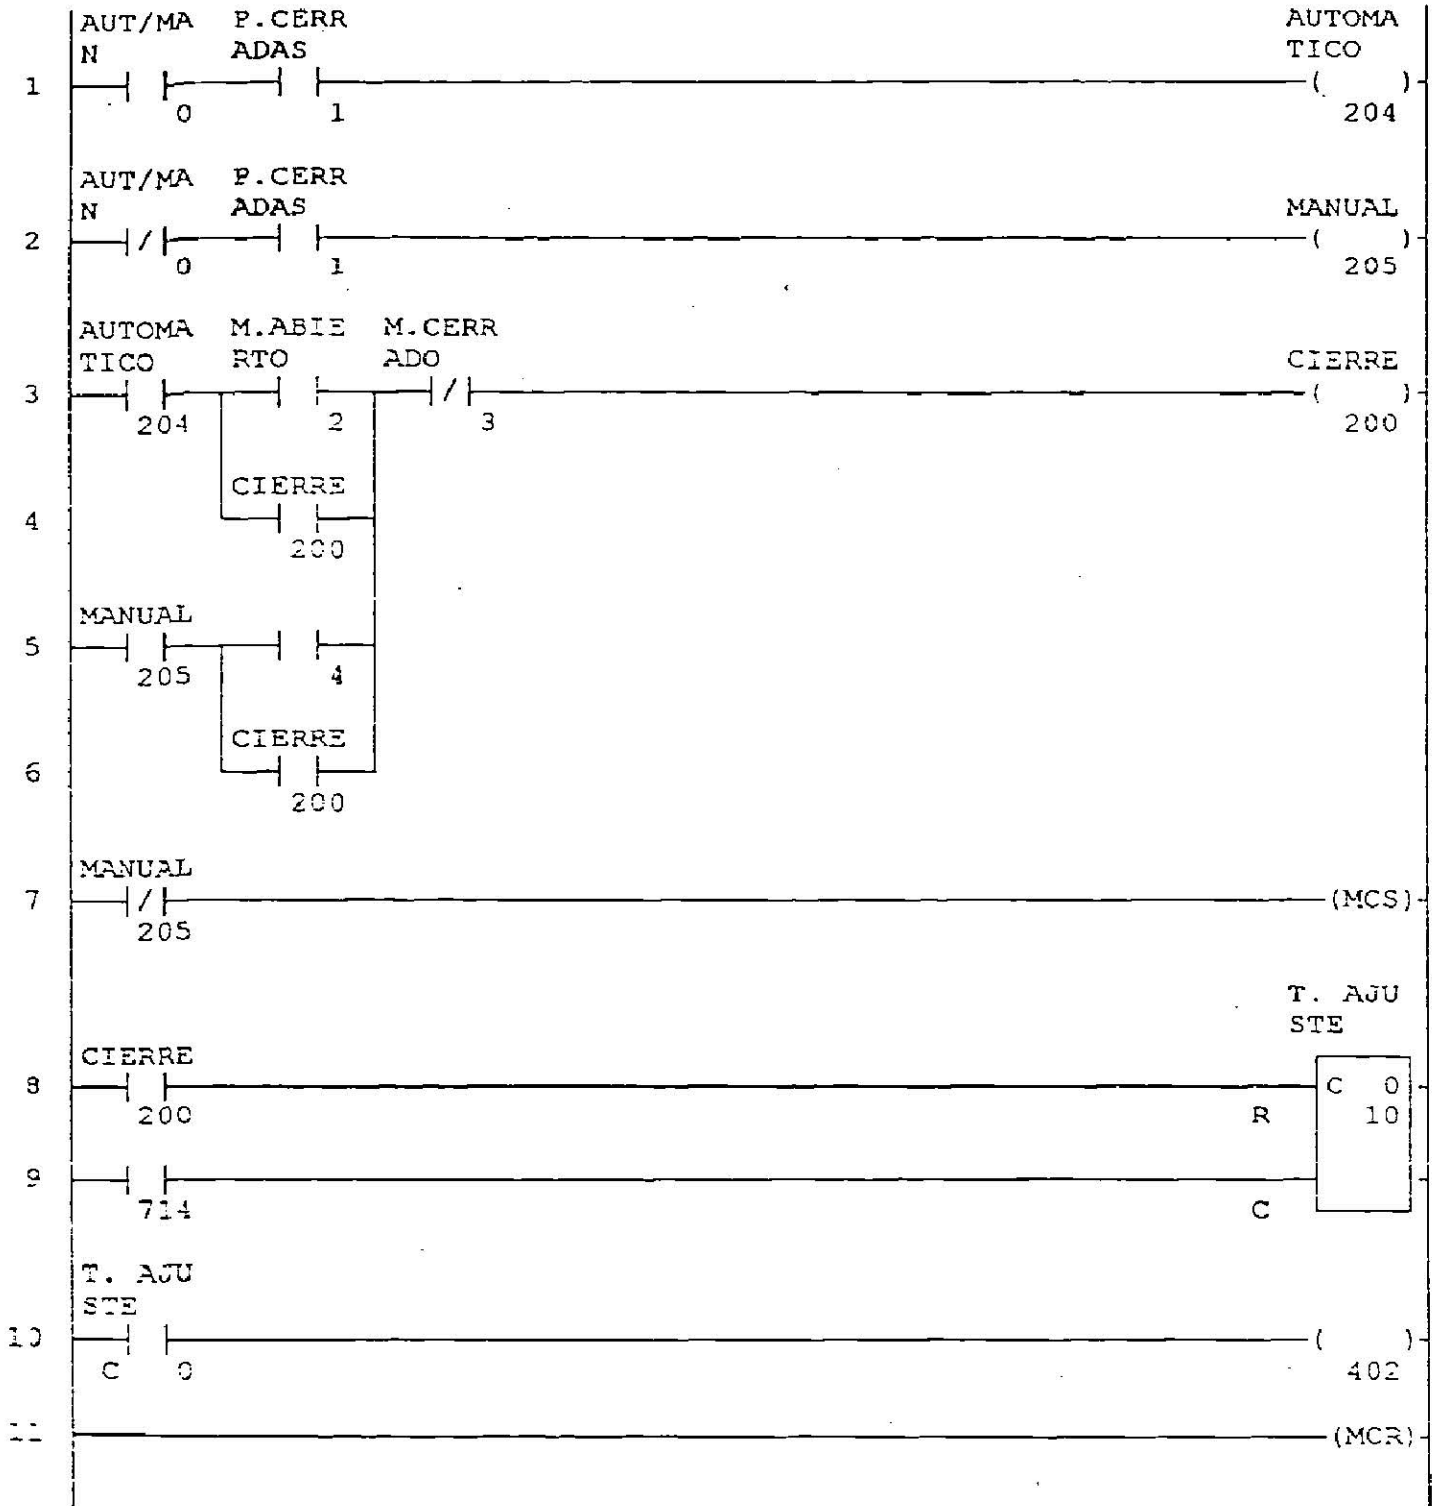 AUT/MA P.CERR AUTOMA
N ADAS TICO
1 ( )
0 1 204
AUT/MA P.CERR
N ADAS MANUAL
2 / ( )
0 1 205
AUTOMA M.ABIE M.CERR
TICO RTO ADO CIERRE
3 / ( )
204 2 3 200
CIERRE
4
200
MANUAL
5
205 4
CIERRE
6
200
MANUAL
7 / (MCS)
205
T. AJU
STE
CIERRE
8 C 0
200 R 10
9
714 C
T. AJU
STE
10 ( )
C 0 402
11 (MCR)